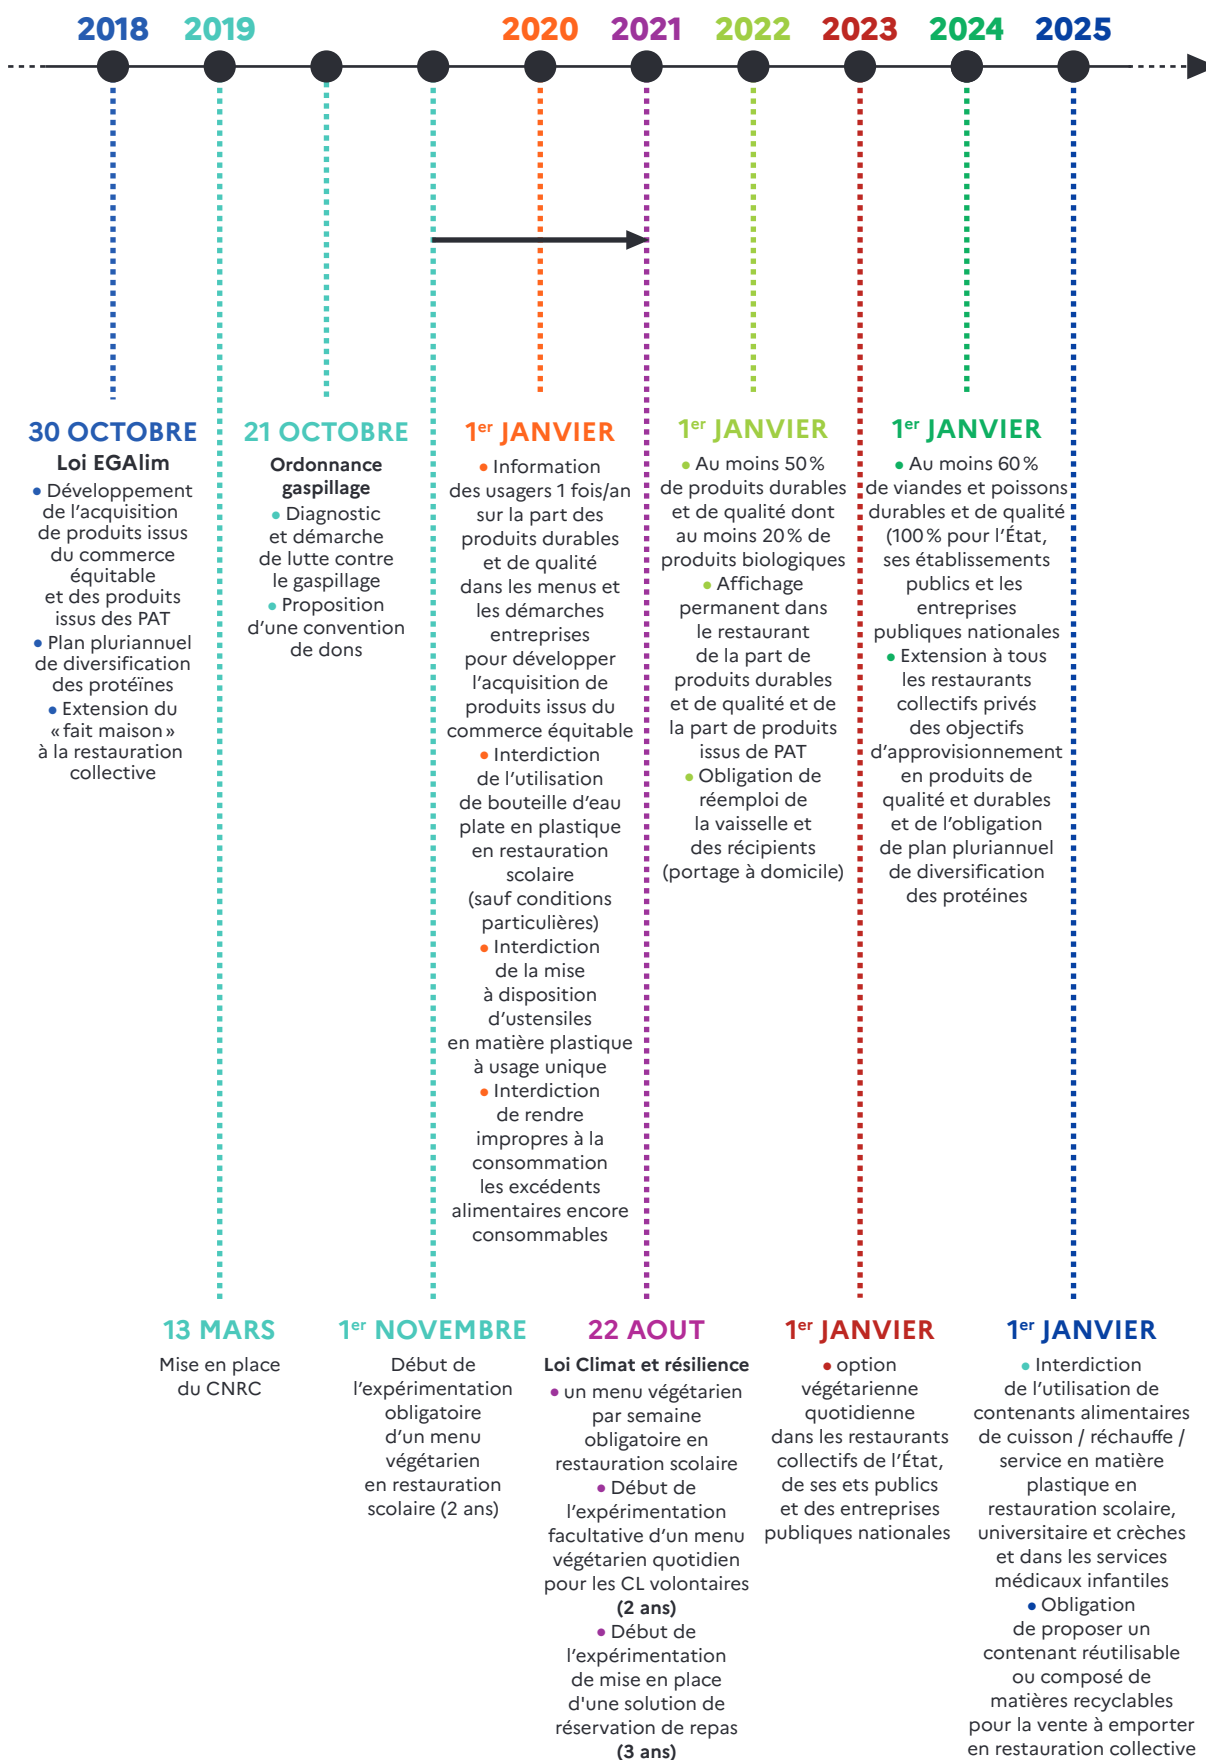 2018 2019 2020 2021 2022 2023 2024 2025
30 OCTOBRE
Loi EGAlim
• Développement
de l'acquisition
de produits issus
du commerce
équitable
et des produits
issus des PAT
• Plan pluriannuel
de diversification
des protéïnes
• Extension du
« fait maison »
à la restauration
collective
21 OCTOBRE
Ordonnance
gaspillage
• Diagnostic
et démarche
de lutte contre
le gaspillage
• Proposition
d'une convention
de dons
1er JANVIER
• Information
des usagers 1 fois/an
sur la part des
produits durables
et de qualité
dans les menus et
les démarches
entreprises
pour développer
l'acquisition de
produits issus du
commerce équitable
• Interdiction
de l'utilisation
de bouteille d'eau
plate en plastique
en restauration
scolaire
(sauf conditions
particulières)
• Interdiction
de la mise
à disposition
d'ustensiles
en matière plastique
à usage unique
• Interdiction
de rendre
impropres à la
consommation
les excédents
alimentaires encore
consommables
1er JANVIER
• Au moins 50 %
de produits durables
et de qualité dont
au moins 20 % de
produits biologiques
• Affichage
permanent dans
le restaurant
de la part de
produits durables
et de qualité et de
la part de produits
issus de PAT
• Obligation de
réemploi de
la vaisselle et
des récipients
(portage à domicile)
1er JANVIER
• Au moins 60 %
de viandes et poissons
durables et de qualité
(100 % pour l'État,
ses établissements
publics et les
entreprises
publiques nationales
• Extension à tous
les restaurants
collectifs privés
des objectifs
d'approvisionnement
en produits de
qualité et durables
et de l'obligation
de plan pluriannuel
de diversification
des protéines
13 MARS
Mise en place
du CNRC
1er NOVEMBRE
Début de
l'expérimentation
obligatoire
d'un menu
végétarien
en restauration
scolaire (2 ans)
22 AOUT
Loi Climat et résilience
• un menu végétarien
par semaine
obligatoire en
restauration scolaire
• Début de
l'expérimentation
facultative d'un menu
végétarien quotidien
pour les CL volontaires
(2 ans)
• Début de
l'expérimentation
de mise en place
d'une solution de
réservation de repas
(3 ans)
1er JANVIER
• option
végétarienne
quotidienne
dans les restaurants
collectifs de l'État,
de ses ets publics
et des entreprises
publiques nationales
1er JANVIER
• Interdiction
de l'utilisation de
contenants alimentaires
de cuisson / réchauffe /
service en matière
plastique en
restauration scolaire,
universitaire et crèches
et dans les services
médicaux infantiles
• Obligation
de proposer un
contenant réutilisable
ou composé de
matières recyclables
pour la vente à emporter
en restauration collective